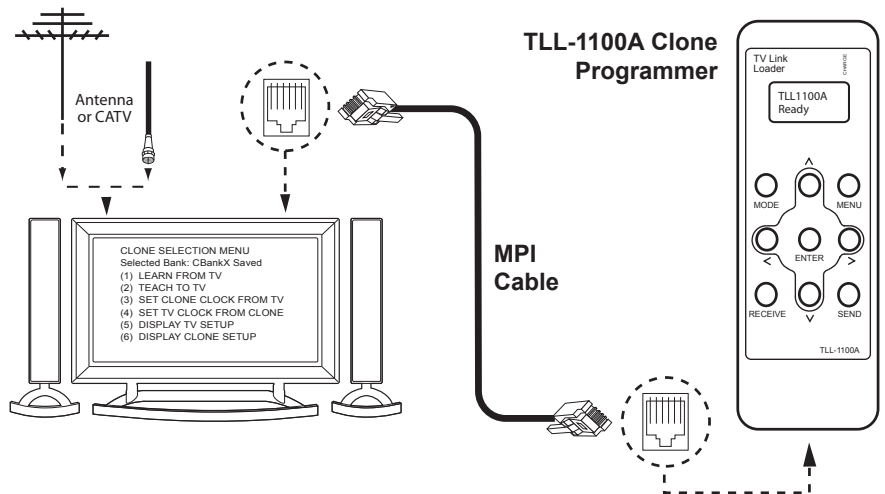 TLL-1100A Clone
Programmer
Antenna
or CATV
TV Link
Loader
CHARGE
TLL1100A
Ready
MODE
MENU
<
ENTER
>
RECEIVE
SEND
TLL-1100A
MPI
Cable
CLONE SELECTION MENU
Selected Bank: CBankX Saved
(1) LEARN FROM TV
(2) TEACH TO TV
(3) SET CLONE CLOCK FROM TV
(4) SET TV CLOCK FROM CLONE
(5) DISPLAY TV SETUP
(6) DISPLAY CLONE SETUP